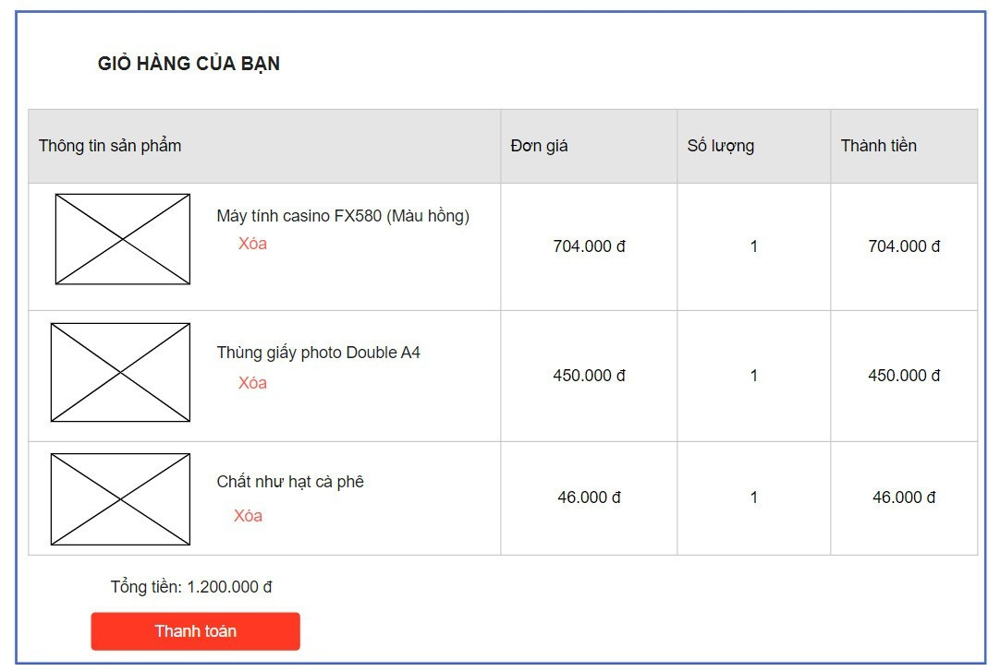 GIỎ HÀNG CỦA BẠN
Thông tin sản phẩm Đơn giá Số lượng Thành tiền
Máy tính casino FX580 (Màu hồng)
Xóa
704.000 đ 1 704.000 đ
Thùng giấy photo Double A4
Xóa
450.000 đ 1 450.000 đ
Chất như hạt cà phê
Xóa
46.000 đ 1 46.000 đ
Tổng tiền: 1.200.000 đ
Thanh toán